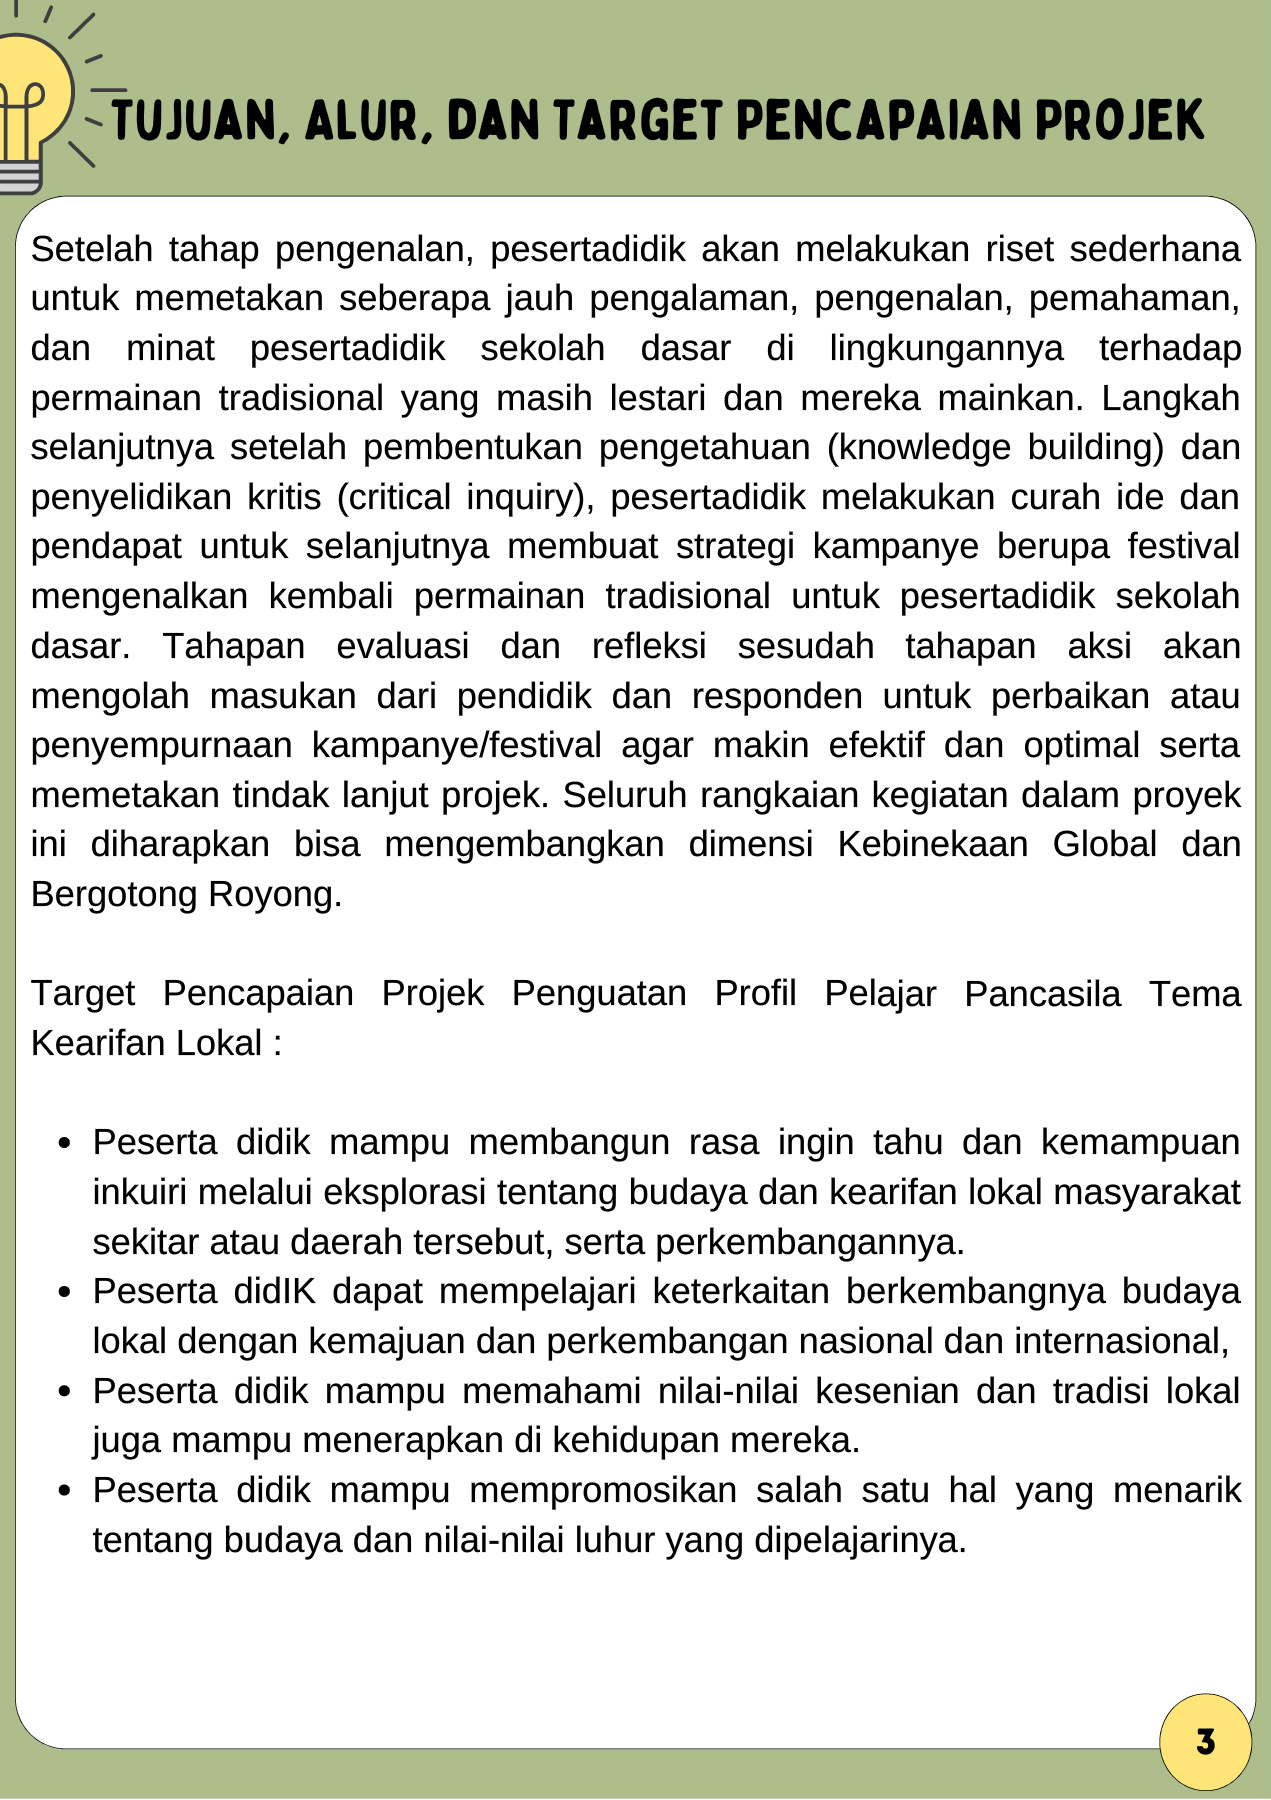 TUJUAN, ALUR, DAN TARGET PENCAPAIAN PROJEK
Setelah tahap pengenalan, pesertadidik akan melakukan riset sederhana
untuk memetakan seberapa jauh pengalaman, pengenalan, pemahaman,
dan minat pesertadidik sekolah dasar di lingkungannya terhadap
permainan tradisional yang masih lestari dan mereka mainkan. Langkah
selanjutnya setelah pembentukan pengetahuan (knowledge building) dan
penyelidikan kritis (critical inquiry), pesertadidik melakukan curah ide dan
pendapat untuk selanjutnya membuat strategi kampanye berupa festival
mengenalkan kembali permainan tradisional untuk pesertadidik sekolah
dasar. Tahapan evaluasi dan refleksi sesudah tahapan aksi akan
mengolah masukan dari pendidik dan responden untuk perbaikan atau
penyempurnaan kampanye/festival agar makin efektif dan optimal serta
memetakan tindak lanjut projek. Seluruh rangkaian kegiatan dalam proyek
ini diharapkan bisa mengembangkan dimensi Kebinekaan Global dan
Bergotong Royong.
Target Pencapaian Projek Penguatan Profil Pelajar Pancasila Tema
Kearifan Lokal :
• Peserta didik mampu membangun rasa ingin tahu dan kemampuan
inkuiri melalui eksplorasi tentang budaya dan kearifan lokal masyarakat
sekitar atau daerah tersebut, serta perkembangannya.
• Peserta didIK dapat mempelajari keterkaitan berkembangnya budaya
lokal dengan kemajuan dan perkembangan nasional dan internasional,
• Peserta didik mampu memahami nilai-nilai kesenian dan tradisi lokal
juga mampu menerapkan di kehidupan mereka.
• Peserta didik mampu mempromosikan salah satu hal yang menarik
tentang budaya dan nilai-nilai luhur yang dipelajarinya.
3